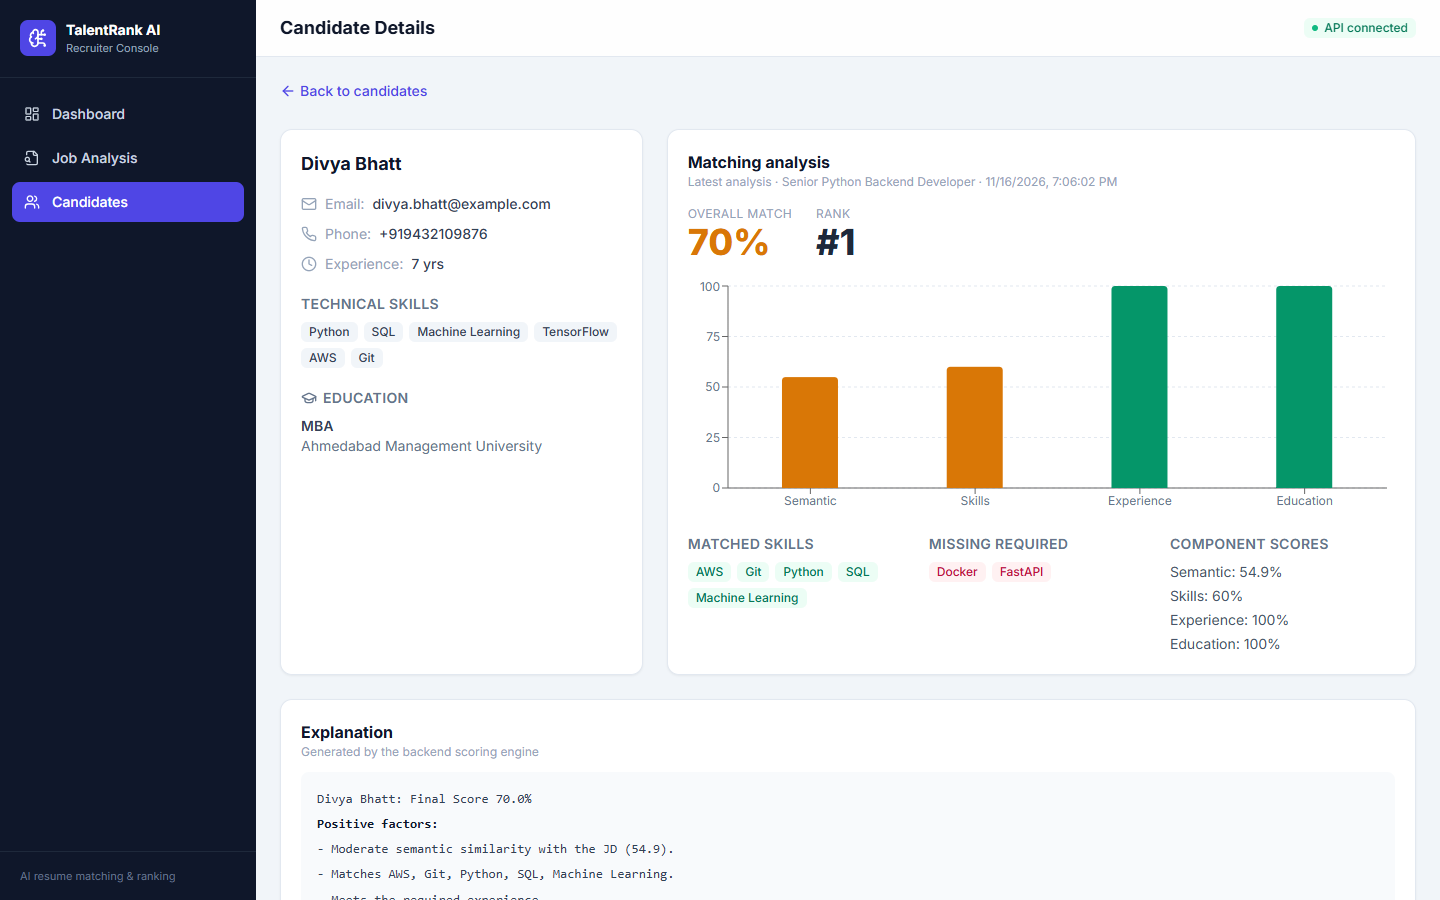 TalentRank AI
Recruiter Console
Dashboard
Job Analysis
Candidates
AI resume matching & ranking
Candidate Details
API connected
Back to candidates
Divya Bhatt
Email: divya.bhatt@example.com
Phone: +919432109876
Experience: 7 yrs
TECHNICAL SKILLS
Python SQL Machine Learning TensorFlow
AWS Git
EDUCATION
MBA
Ahmedabad Management University
Matching analysis
Latest analysis · Senior Python Backend Developer · 11/16/2026, 7:06:02 PM
OVERALL MATCH RANK
70% #1
100
75
50
25
0
Semantic Skills Experience Education
MATCHED SKILLS
AWS Git Python SQL
Machine Learning
MISSING REQUIRED
Docker FastAPI
COMPONENT SCORES
Semantic: 54.9%
Skills: 60%
Experience: 100%
Education: 100%
Explanation
Generated by the backend scoring engine
Divya Bhatt: Final Score 70.0%
Positive factors:
- Moderate semantic similarity with the JD (54.9).
- Matches AWS, Git, Python, SQL, Machine Learning.
- Meets the required experience.